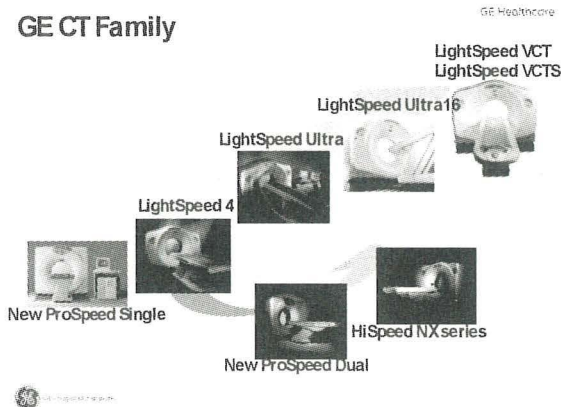 GE Healthcare
GE CT Family
LightSpeed VCT
LightSpeed VCTS
LightSpeed Ultra16
LightSpeed Ultra
LightSpeed 4
New ProSpeed Single
HiSpeed NX series
New ProSpeed Dual